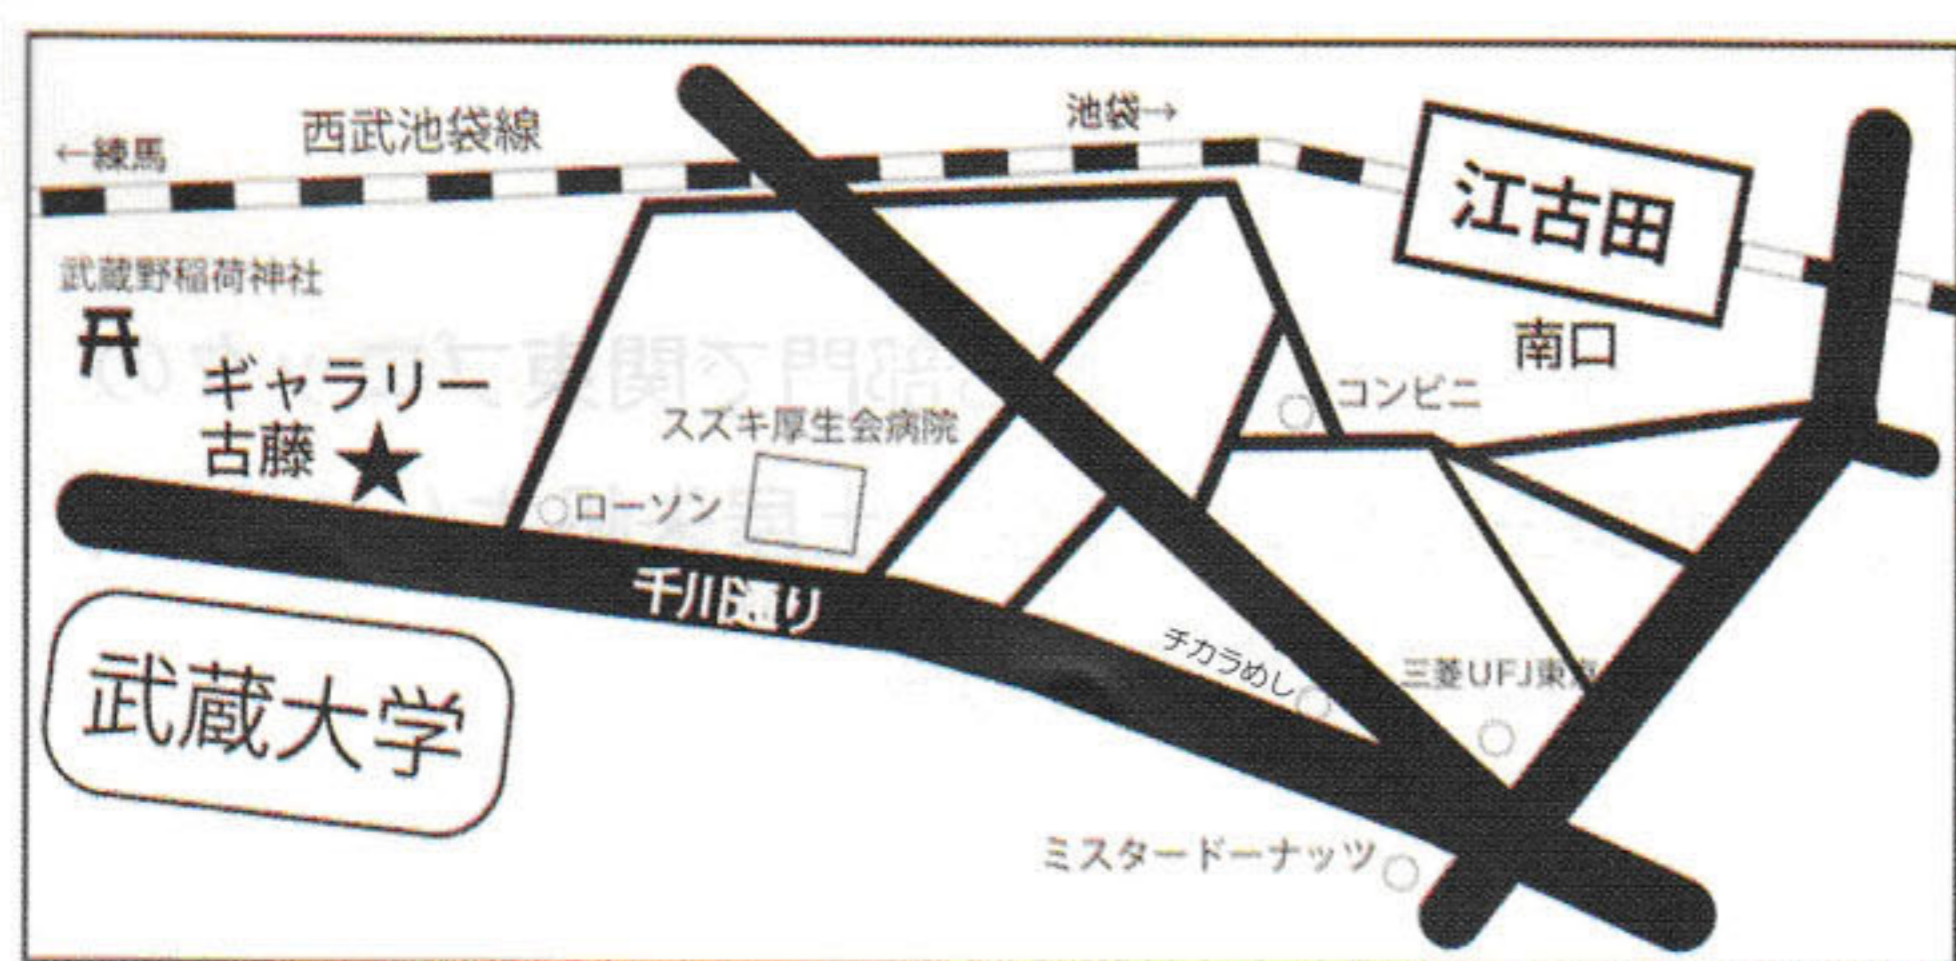 ←練馬
西武池袋線
池袋→
江古田
南口
武蔵野稲荷神社
ギャラリー
古藤
コンビニ
スズキ厚生会病院
ローソン
千川通り
チカラめし
三菱UFJ東京
武蔵大学
ミスタードーナッツ